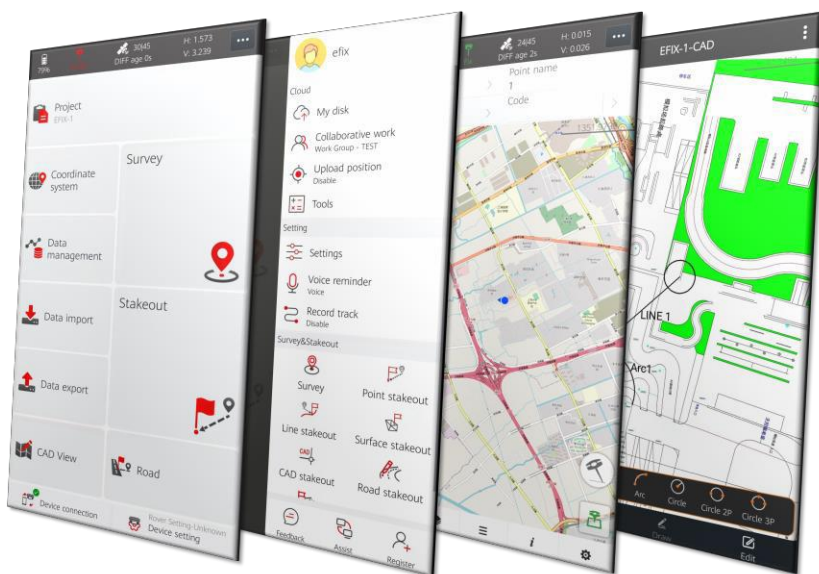 79%
30|45
DIFF age 0s
H: 1.573
V: 3.239
Project
EFIX-1
Coordinate
system
Survey
Data
management
Data import
Stakeout
Data export
CAD View
Road
Device connection
Rover Setting-Unknown
Device setting
efix
Cloud
My disk
Collaborative work
Work Group - TEST
Upload position
Disable
Tools
Setting
Settings
Voice reminder
Voice
Record track
Disable
Survey&Stakeout
Survey
Point stakeout
Line stakeout
Surface stakeout
CAD stakeout
Road stakeout
Feedback
Assist
Register
24|45
DIFF age 2s
H: 0.015
V: 0.026
Point name
1
Code
EFIX-1-CAD
LINE 1
Arc1
Arc
Circle
Circle 2P
Circle 3P
Draw
Edit